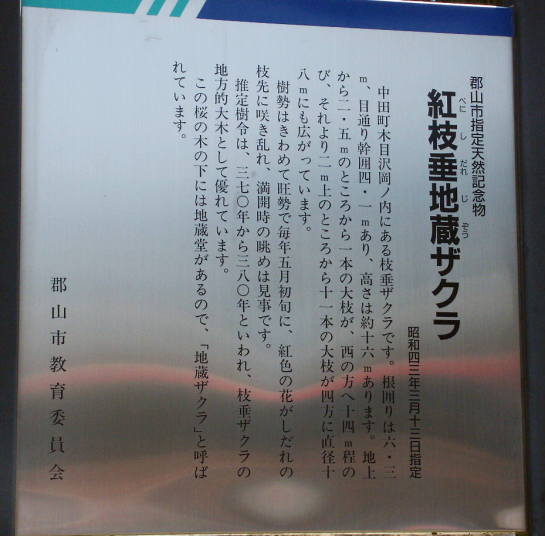 郡山市指定天然記念物
紅枝垂地蔵ザクラ
べに し だれ じ ぞう
昭和四三年三月十三日指定
中田町木目沢岡ノ内にある枝垂ザクラです。根囲りは六・三
m、目通り幹囲四・一mあり、高さは約十六mあります。地上
から二・五mのところから一本の大枝が、西の方へ十四m程の
び、それより二m上のところから十一本の大枝が四方に直径十
八mにも広がっています。
樹勢はきわめて旺勢で毎年五月初旬に、紅色の花がしだれの
枝先に咲き乱れ、満開時の眺めは見事です。
推定樹令は、三七〇年から三八〇年といわれ、枝垂ザクラの
地方的大木として優れています。
この桜の木の下には地蔵堂があるので、「地蔵ザクラ」と呼ば
れています。
郡山市教育委員会